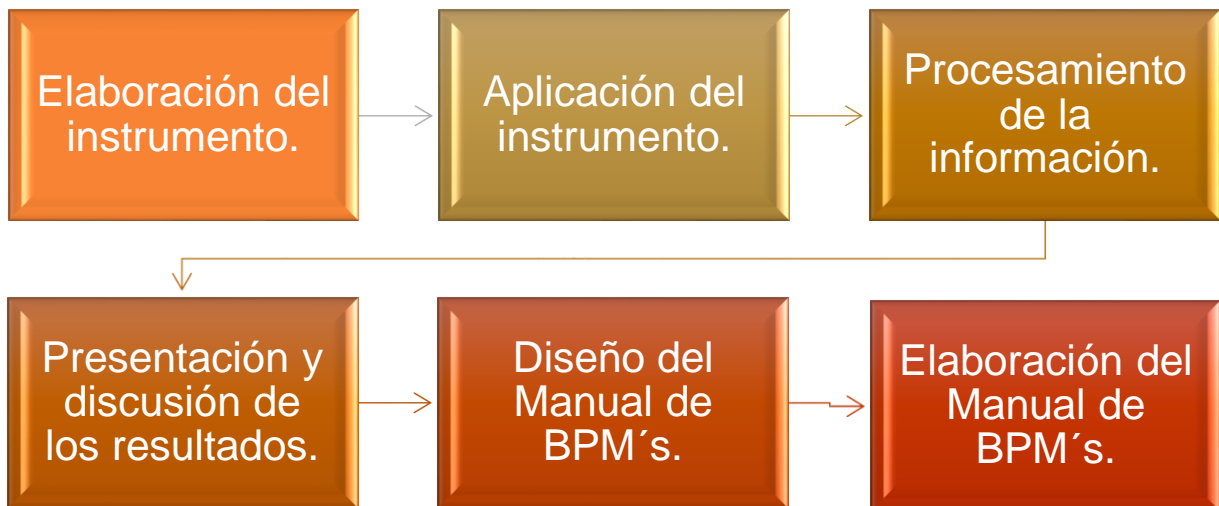 Elaboración del
instrumento.
Aplicación del
instrumento.
Procesamiento
de la
información.
Presentación y
discusión de
los resultados.
Diseño del
Manual de
BPM´s.
Elaboración del
Manual de
BPM´s.